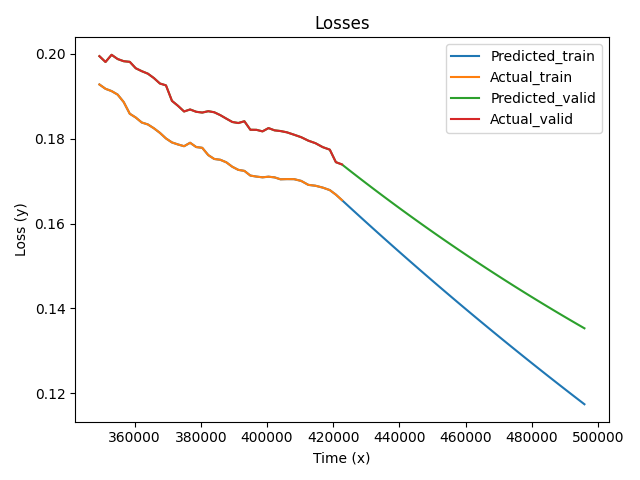 Losses
Predicted_train
Actual_train
Predicted_valid
Actual_valid
Loss (y)
0.20
0.18
0.16
0.14
0.12
360000 380000 400000 420000 440000 460000 480000 500000
Time (x)